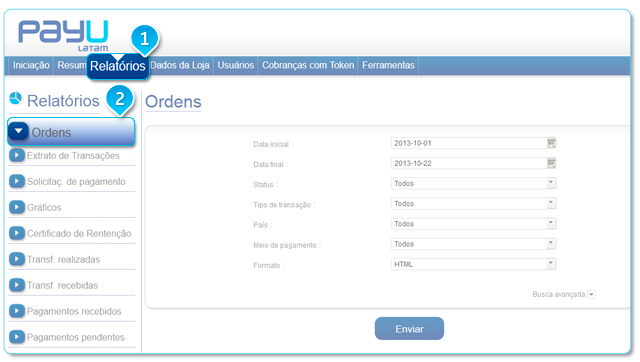 PayU
LATAM
1
Iniciação Resum Relatórios Dados da Loja Usuários Cobranças com Token Ferramentas
Relatórios
2
Ordens
Extrato de Transações
Solicitaç. de pagamento
Gráficos
Certificado de Rentenção
Transf. realizadas
Transf. recebidas
Pagamentos recebidos
Pagamentos pendentes
Ordens
Data inicial : 2013-10-01
Data final : 2013-10-22
Status : Todos
Tipo de transação : Todos
País : Todos
Meio de pagamento : Todos
Formato : HTML
Busca avançada
Enviar